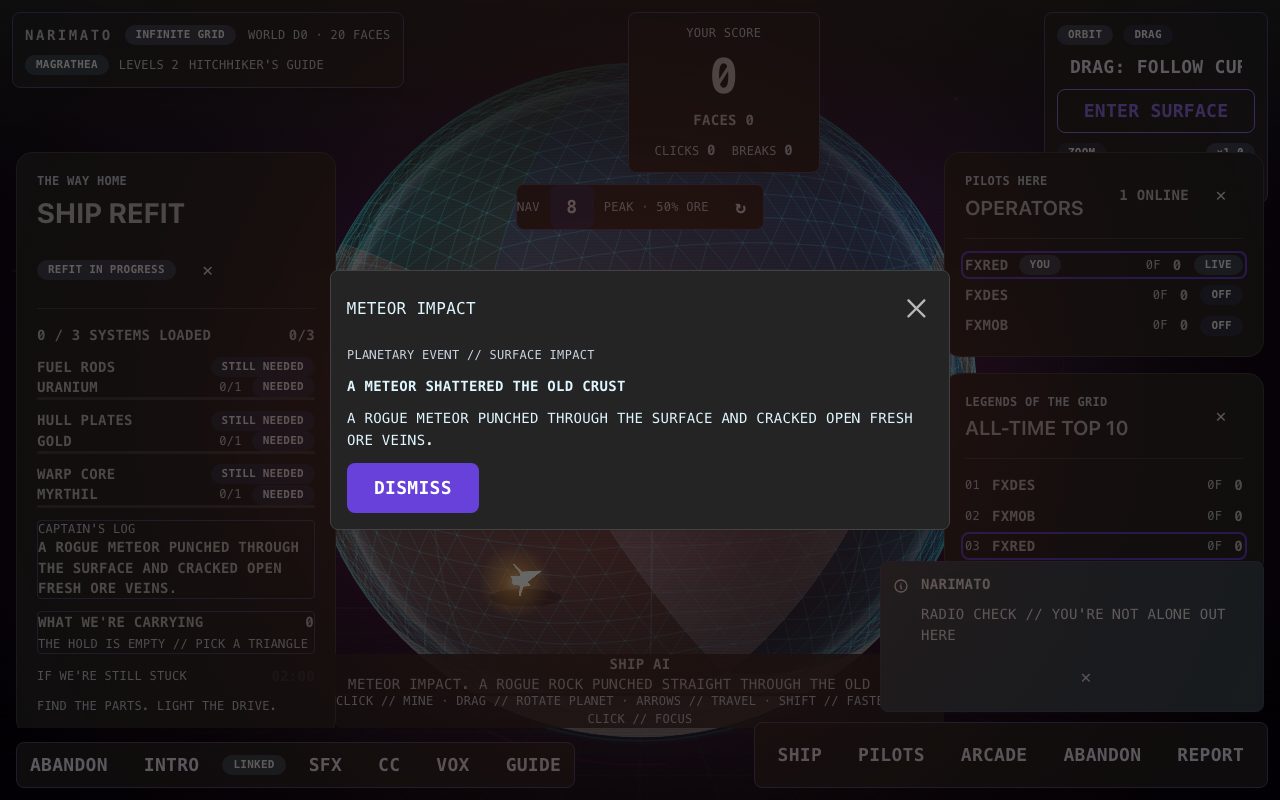 NARIMATO INFINITE GRID WORLD D0 · 20 FACES
MAGRATHEA LEVELS 2 HITCHHIKER'S GUIDE
YOUR SCORE
0
FACES 0
CLICKS 0 BREAKS 0
NAV 8 PEAK · 50% ORE ↻
ORBIT DRAG
DRAG: FOLLOW CUR
ENTER SURFACE
ZOOM ×1.0
THE WAY HOME
SHIP REFIT
REFIT IN PROGRESS ×
0 / 3 SYSTEMS LOADED 0/3
FUEL RODS STILL NEEDED
URANIUM 0/1 NEEDED
HULL PLATES STILL NEEDED
GOLD 0/1 NEEDED
WARP CORE STILL NEEDED
MYRTHIL 0/1 NEEDED
CAPTAIN'S LOG
A ROGUE METEOR PUNCHED THROUGH
THE SURFACE AND CRACKED OPEN
FRESH ORE VEINS.
WHAT WE'RE CARRYING 0
THE HOLD IS EMPTY // PICK A TRIANGLE
IF WE'RE STILL STUCK 02:00
FIND THE PARTS. LIGHT THE DRIVE.
METEOR IMPACT
PLANETARY EVENT // SURFACE IMPACT
A METEOR SHATTERED THE OLD CRUST
A ROGUE METEOR PUNCHED THROUGH THE SURFACE AND CRACKED OPEN FRESH
ORE VEINS.
DISMISS
PILOTS HERE
OPERATORS 1 ONLINE ×
FXRED YOU 0F 0 LIVE
FXDES 0F 0 OFF
FXMOB 0F 0 OFF
LEGENDS OF THE GRID
ALL-TIME TOP 10 ×
01 FXDES 0F 0
02 FXMOB 0F 0
03 FXRED 0F 0
NARIMATO
RADIO CHECK // YOU'RE NOT ALONE OUT
HERE
×
SHIP AI
METEOR IMPACT. A ROGUE ROCK PUNCHED STRAIGHT THROUGH THE OLD
CLICK // MINE · DRAG // ROTATE PLANET · ARROWS // TRAVEL · SHIFT // FASTE
CLICK // FOCUS
ABANDON INTRO LINKED SFX CC VOX GUIDE
SHIP PILOTS ARCADE ABANDON REPORT